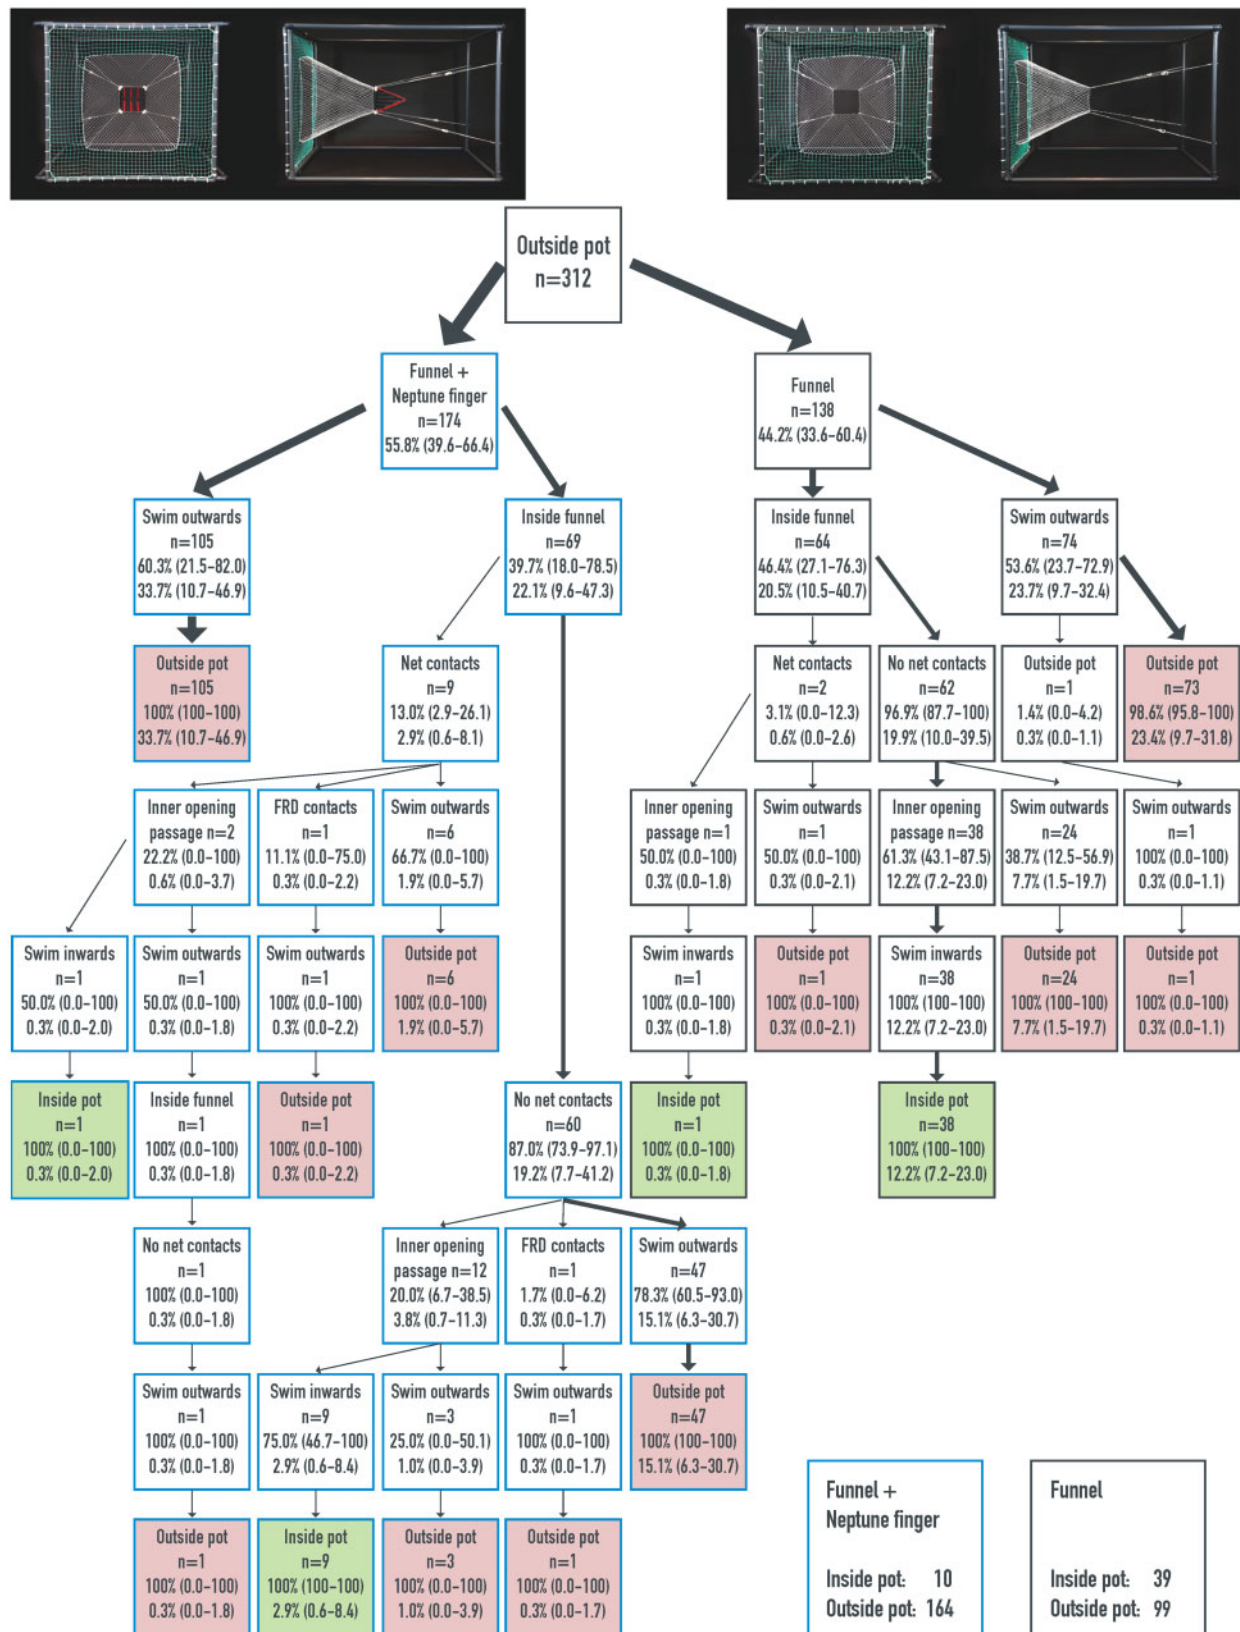 Outside pot
n=312
Funnel +
Neptune finger
n=174
55.8% (39.6–66.4)
Funnel
n=138
44.2% (33.6–60.4)
Swim outwards
n=105
60.3% (21.5–82.0)
33.7% (10.7–46.9)
Inside funnel
n=69
39.7% (18.0–78.5)
22.1% (9.6–47.3)
Inside funnel
n=64
46.4% (27.1–76.3)
20.5% (10.5–40.7)
Swim outwards
n=74
53.6% (23.7–72.9)
23.7% (9.7–32.4)
Outside pot
n=105
100% (100–100)
33.7% (10.7–46.9)
Net contacts
n=9
13.0% (2.9–26.1)
2.9% (0.6–8.1)
Net contacts
n=2
3.1% (0.0–12.3)
0.6% (0.0–2.6)
No net contacts
n=62
96.9% (87.7–100)
19.9% (10.0–39.5)
Outside pot
n=1
1.4% (0.0–4.2)
0.3% (0.0–1.1)
Outside pot
n=73
98.6% (95.8–100)
23.4% (9.7–31.8)
Inner opening
passage n=2
22.2% (0.0–100)
0.6% (0.0–3.7)
FRD contacts
n=1
11.1% (0.0–75.0)
0.3% (0.0–2.2)
Swim outwards
n=6
66.7% (0.0–100)
1.9% (0.0–5.7)
Inner opening
passage n=1
50.0% (0.0–100)
0.3% (0.0–1.8)
Swim outwards
n=1
50.0% (0.0–100)
0.3% (0.0–2.1)
Inner opening
passage n=38
61.3% (43.1–87.5)
12.2% (7.2–23.0)
Swim outwards
n=24
38.7% (12.5–56.9)
7.7% (1.5–19.7)
Swim outwards
n=1
100% (0.0–100)
0.3% (0.0–1.1)
Swim inwards
n=1
50.0% (0.0–100)
0.3% (0.0–2.0)
Swim outwards
n=1
50.0% (0.0–100)
0.3% (0.0–1.8)
Swim outwards
n=1
100% (0.0–100)
0.3% (0.0–2.2)
Outside pot
n=6
100% (0.0–100)
1.9% (0.0–5.7)
Swim inwards
n=1
100% (0.0–100)
0.3% (0.0–1.8)
Outside pot
n=1
100% (0.0–100)
0.3% (0.0–2.1)
Swim inwards
n=38
100% (100–100)
12.2% (7.2–23.0)
Outside pot
n=24
100% (100–100)
7.7% (1.5–19.7)
Outside pot
n=1
100% (0.0–100)
0.3% (0.0–1.1)
Inside pot
n=1
100% (0.0–100)
0.3% (0.0–2.0)
Inside funnel
n=1
100% (0.0–100)
0.3% (0.0–1.8)
Outside pot
n=1
100% (0.0–100)
0.3% (0.0–2.2)
No net contacts
n=60
87.0% (73.9–97.1)
19.2% (7.7–41.2)
Inside pot
n=1
100% (0.0–100)
0.3% (0.0–1.8)
Inside pot
n=38
100% (100–100)
12.2% (7.2–23.0)
No net contacts
n=1
100% (0.0–100)
0.3% (0.0–1.8)
Inner opening
passage n=12
20.0% (6.7–38.5)
3.8% (0.7–11.3)
FRD contacts
n=1
1.7% (0.0–6.2)
0.3% (0.0–1.7)
Swim outwards
n=47
78.3% (60.5–93.0)
15.1% (6.3–30.7)
Swim outwards
n=1
100% (0.0–100)
0.3% (0.0–1.8)
Swim inwards
n=9
75.0% (46.7–100)
2.9% (0.6–8.4)
Swim outwards
n=3
25.0% (0.0–50.1)
1.0% (0.0–3.9)
Swim outwards
n=1
100% (0.0–100)
0.3% (0.0–1.7)
Outside pot
n=47
100% (100–100)
15.1% (6.3–30.7)
Outside pot
n=1
100% (0.0–100)
0.3% (0.0–1.8)
Inside pot
n=9
100% (100–100)
2.9% (0.6–8.4)
Outside pot
n=3
100% (0.0–100)
1.0% (0.0–3.9)
Outside pot
n=1
100% (0.0–100)
0.3% (0.0–1.7)
Funnel +
Neptune finger
Inside pot: 10
Outside pot: 164
Funnel
Inside pot: 39
Outside pot: 99